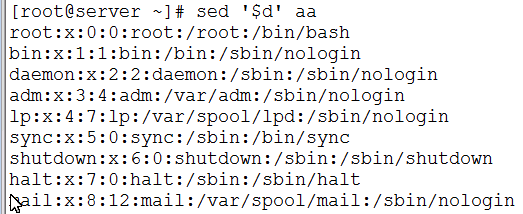 [root@server ~]# sed '$d' aa
root:x:0:0:root:/root:/bin/bash
bin:x:1:1:bin:/bin:/sbin/nologin
daemon:x:2:2:daemon:/sbin:/sbin/nologin
adm:x:3:4:adm:/var/adm:/sbin/nologin
lp:x:4:7:lp:/var/spool/lpd:/sbin/nologin
sync:x:5:0:sync:/sbin:/bin/sync
shutdown:x:6:0:shutdown:/sbin:/sbin/shutdown
halt:x:7:0:halt:/sbin:/sbin/halt
mail:x:8:12:mail:/var/spool/mail:/sbin/nologin